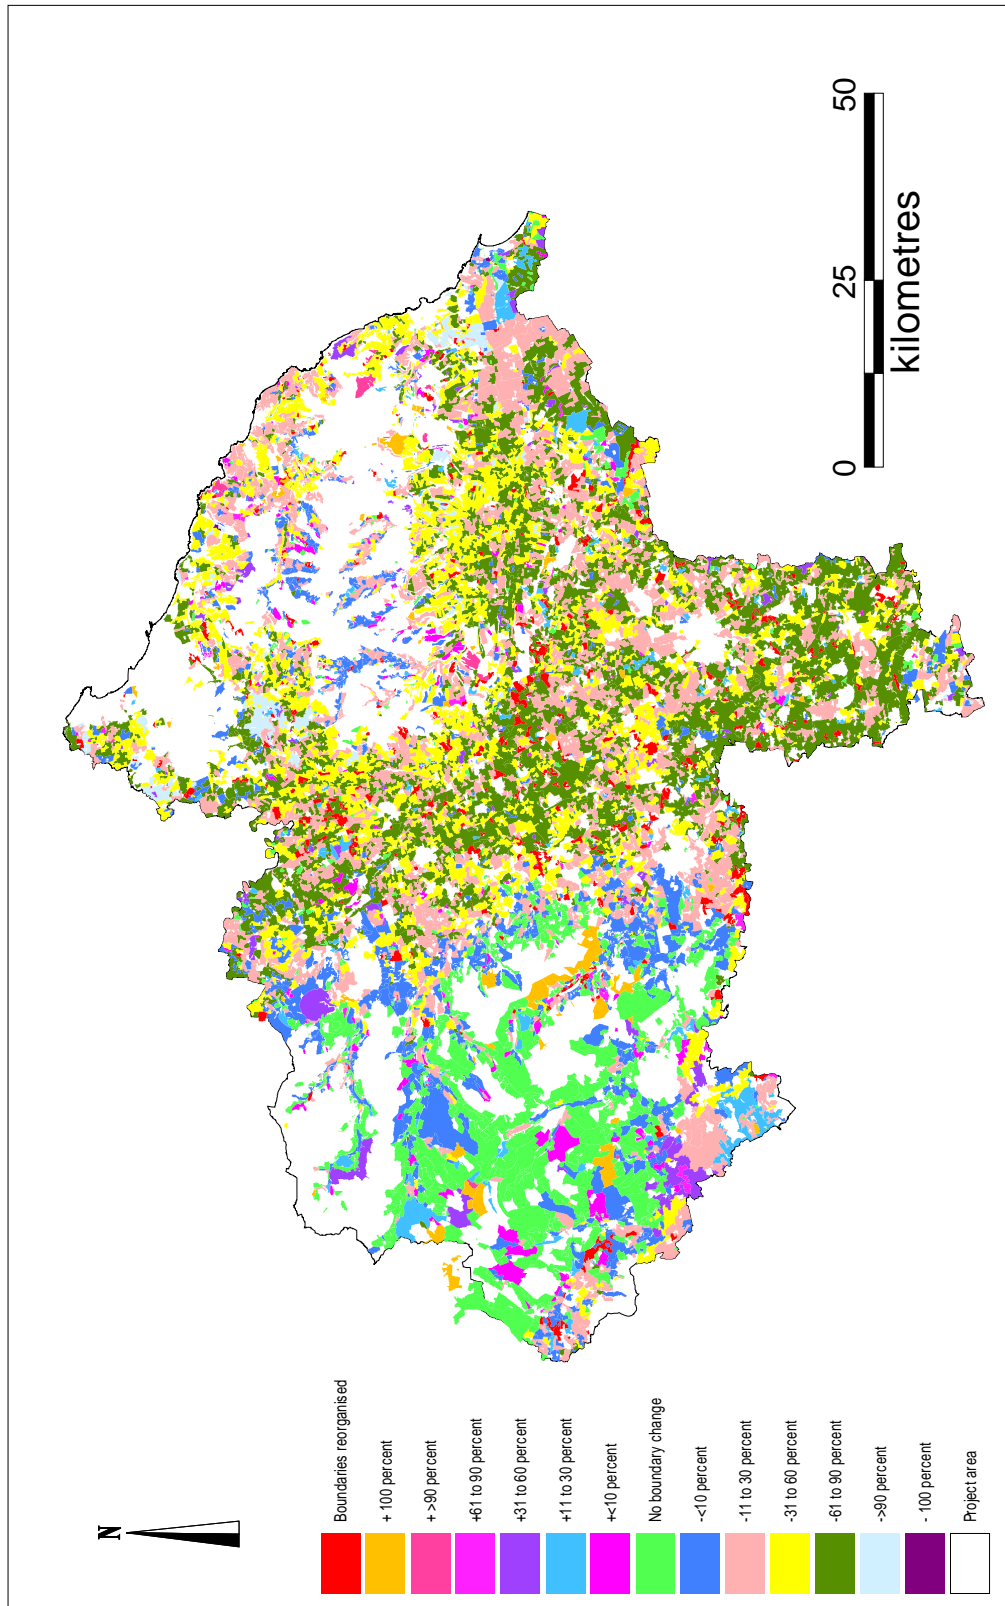 N
0 25 50
kilometres
Boundaries reorganised
+ 100 percent
+ >90 percent
+61 to 90 percent
+31 to 60 percent
+11 to 30 percent
+<10 percent
No boundary change
-<10 percent
-11 to 30 percent
-31 to 60 percent
-61 to 90 percent
->90 percent
- 100 percent
Project area